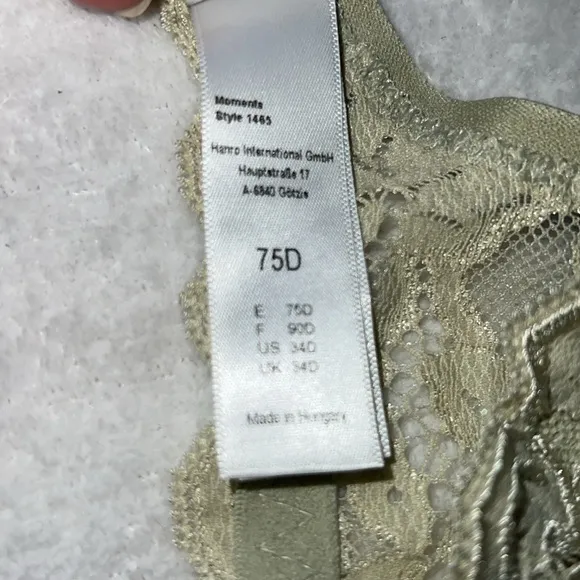 Moments
Style 1465
Hanro International GmbH
Hauptstraße 17
A-6840 Götzis
75D
E 75D
F 90D
US 34D
UK 34D
Made in Hungary